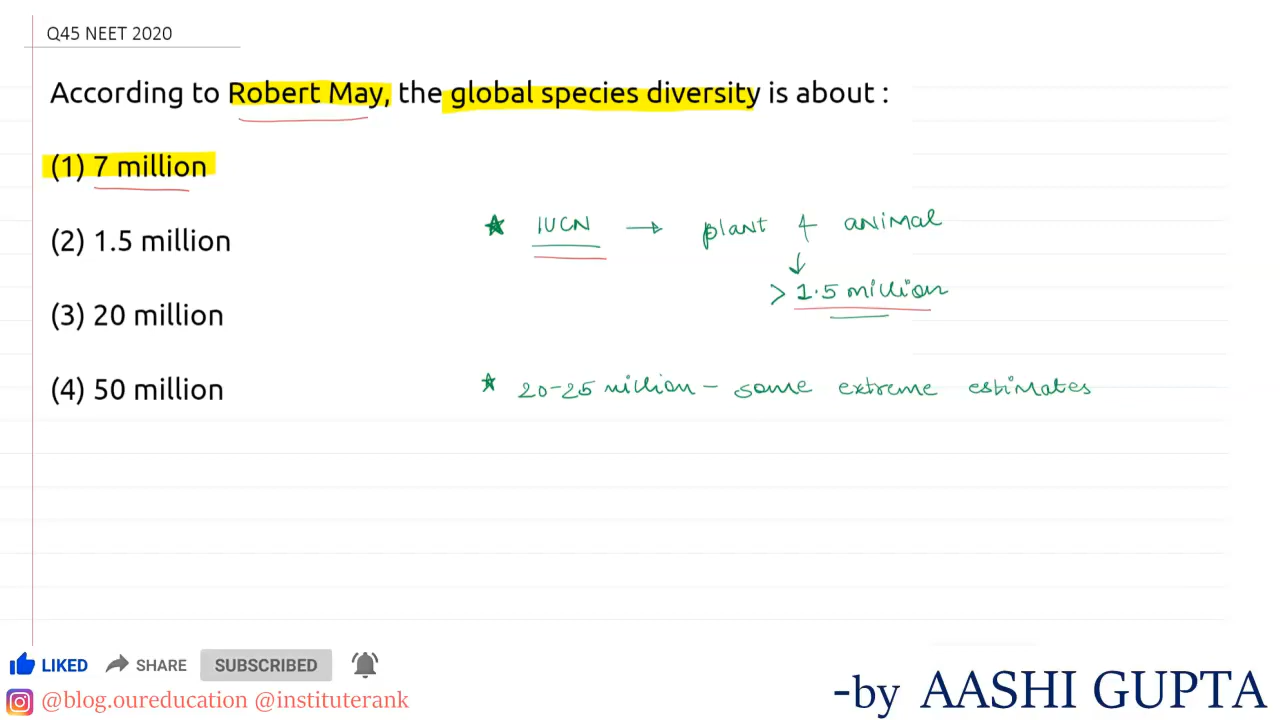 Q45 NEET 2020
According to Robert May, the global species diversity is about :
(1) 7 million
(2) 1.5 million
(3) 20 million
(4) 50 million
★ IUCN → plant & animal
↓
> 1.5 million
★ 20-25 million - some extreme estimates
LIKED SHARE SUBSCRIBED
@blog.oureducation @instituterank
-by AASHI GUPTA